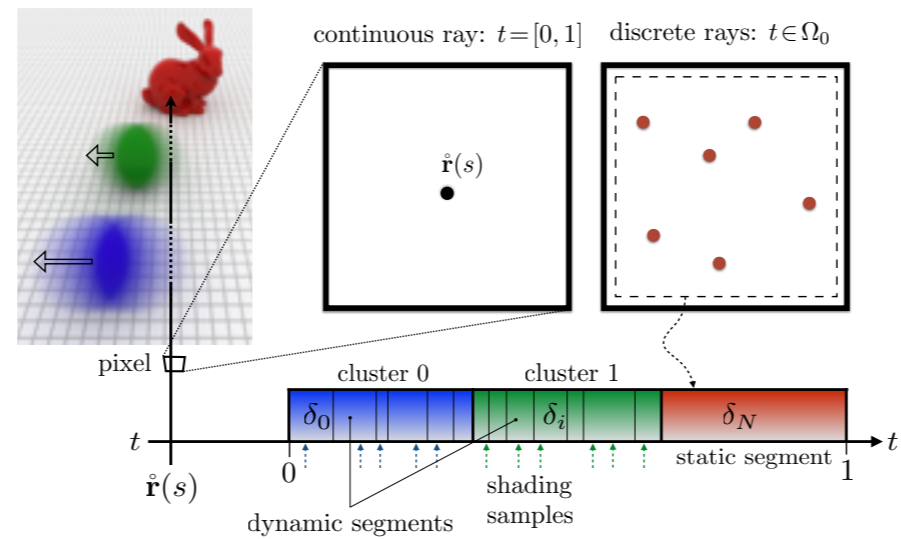 continuous ray: t=[0, 1]
discrete rays: t∈Ω₀
r̊(s)
pixel
cluster 0
cluster 1
δ₀
δᵢ
δ_N
t
t
0
static segment
1
r̊(s)
shading
samples
dynamic segments